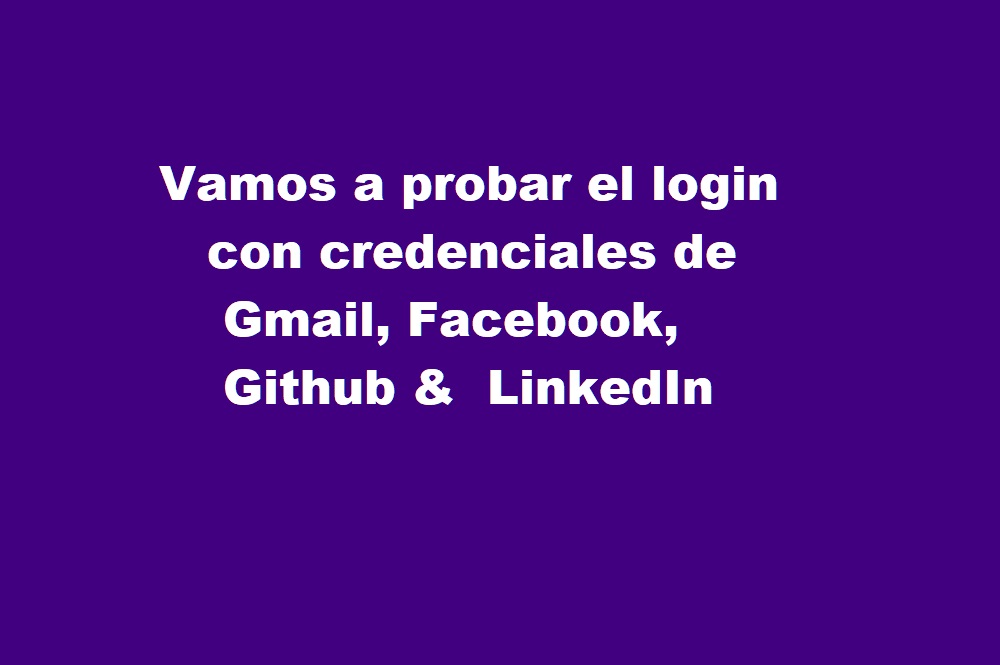 Vamos a probar el login
con credenciales de
Gmail, Facebook,
Github & LinkedIn